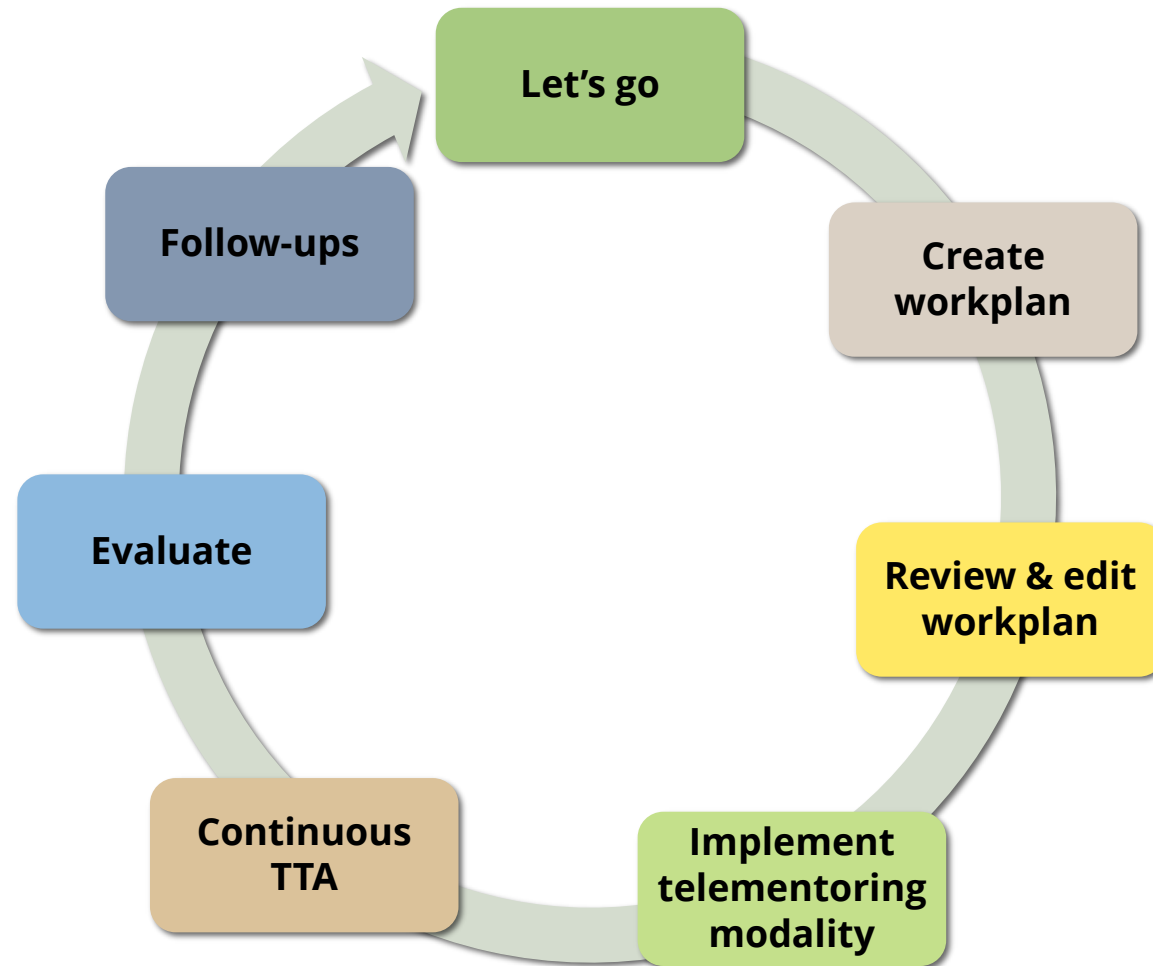 Let’s go
Create
workplan
Review & edit
workplan
Implement
telementoring
modality
Continuous
TTA
Evaluate
Follow-ups